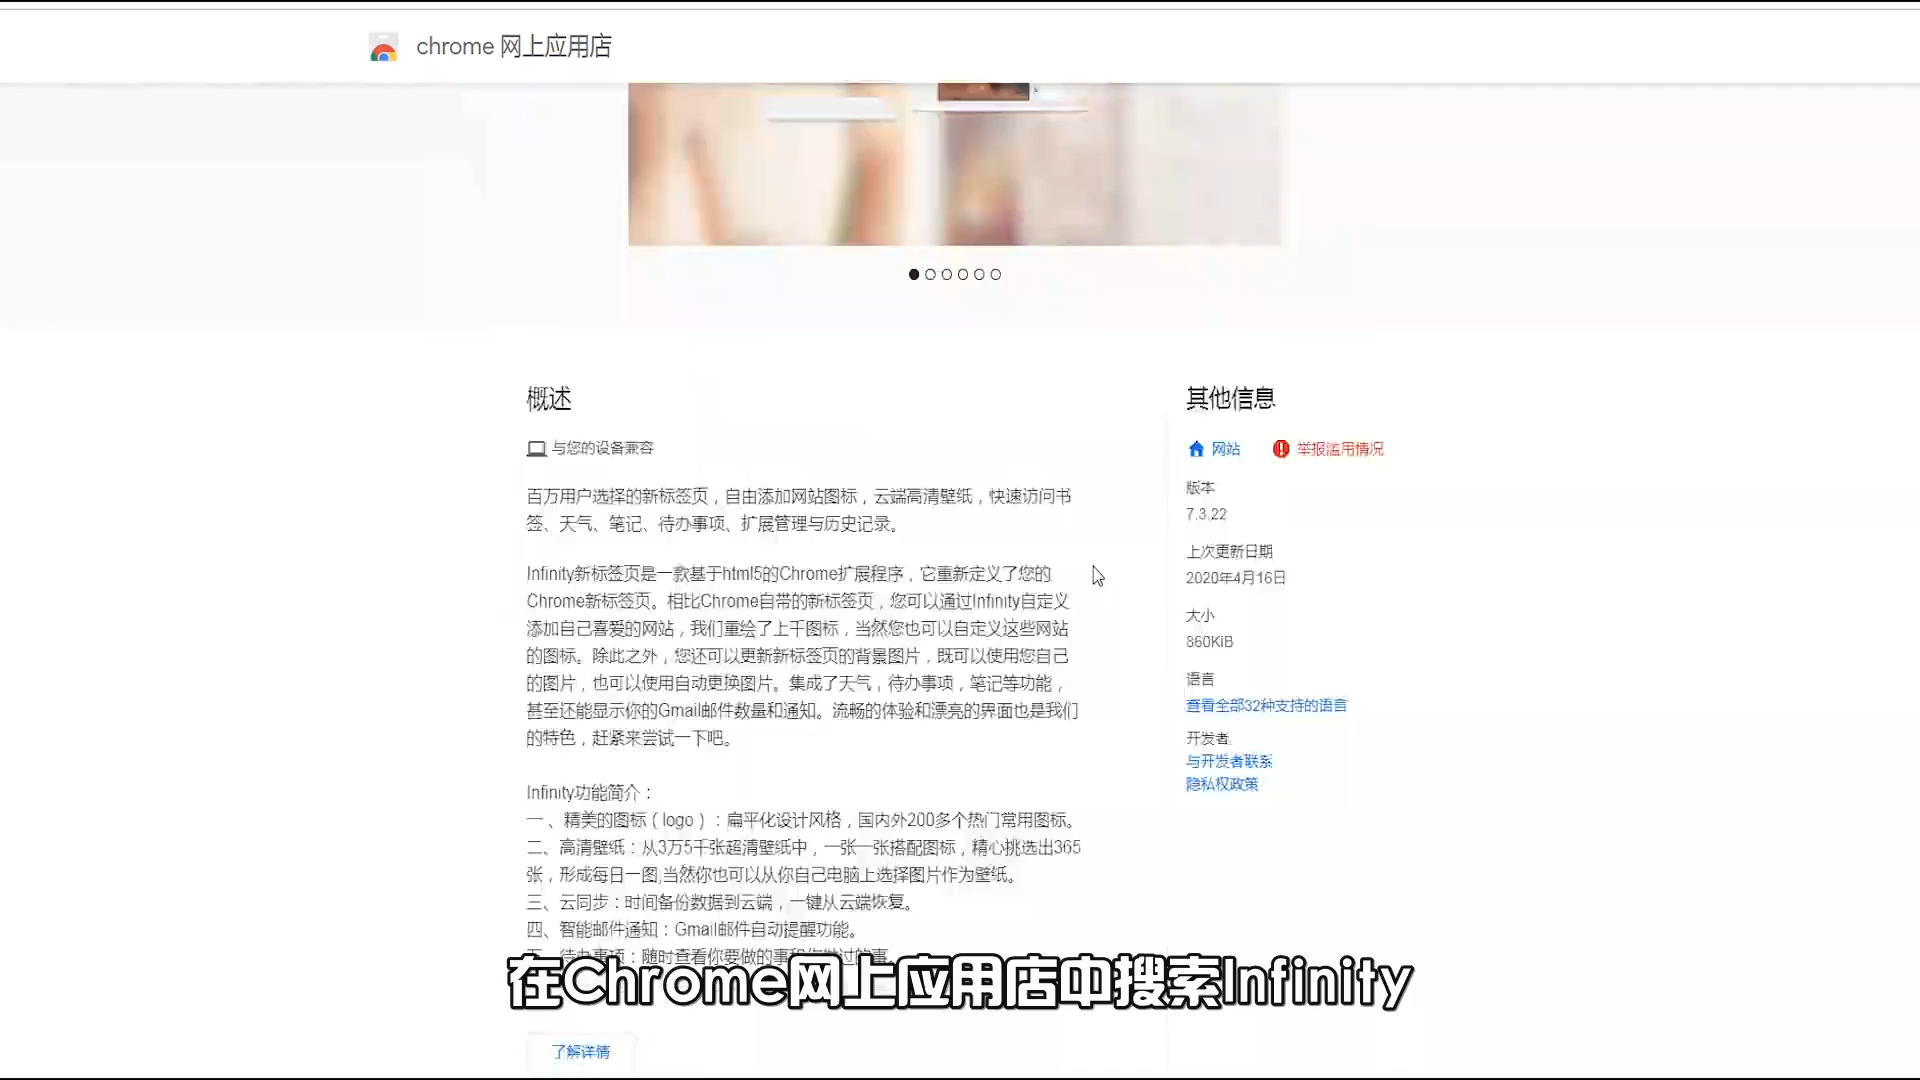 chrome 网上应用店
概述
与您的设备兼容
百万用户选择的新标签页，自由添加网站图标，云端高清壁纸，快速访问书
签、天气、笔记、待办事项、扩展管理与历史记录。
Infinity新标签页是一款基于html5的Chrome扩展程序，它重新定义了您的
Chrome新标签页。相比Chrome自带的新标签页，您可以通过Infinity自定义
添加自己喜爱的网站，我们重绘了上千图标，当然您也可以自定义这些网站
的图标。除此之外，您还可以更新新标签页的背景图片，既可以使用您自己
的图片，也可以使用自动更换图片。集成了天气，待办事项，笔记等功能，
甚至还能显示你的Gmail邮件数量和通知。流畅的体验和漂亮的界面也是我们
的特色，赶紧来尝试一下吧。
Infinity功能简介：
一 、精美的图标（logo）：扁平化设计风格，国内外200多个热门常用图标。
二、高清壁纸：从3万5千张超清壁纸中，一张一张搭配图标，精心挑选出365
张，形成每日一图,当然你也可以从你自己电脑上选择图片作为壁纸。
三、云同步：时间备份数据到云端，一键从云端恢复。
四、智能邮件通知：Gmail邮件自动提醒功能。
五、待办事项：随时查看你要做的事和你做过的事。
了解详情
其他信息
网站
举报滥用情况
版本
7.3.22
上次更新日期
2020年4月16日
大小
860KiB
语言
查看全部32种支持的语言
开发者
与开发者联系
隐私权政策
在Chrome网上应用店中搜索Infinity